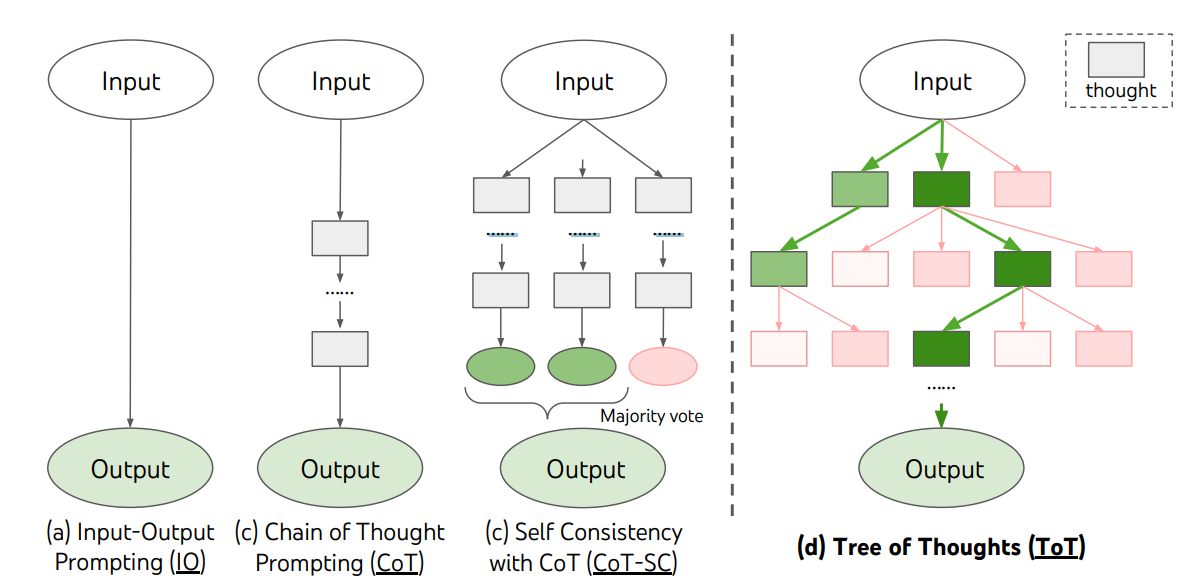 Input
Input
Input
Input
thought
......
......
......
......
......
Majority vote
Output
Output
Output
Output
(a) Input-Output
Prompting (IO)
(c) Chain of Thought
Prompting (CoT)
(c) Self Consistency
with CoT (CoT-SC)
(d) Tree of Thoughts (ToT)